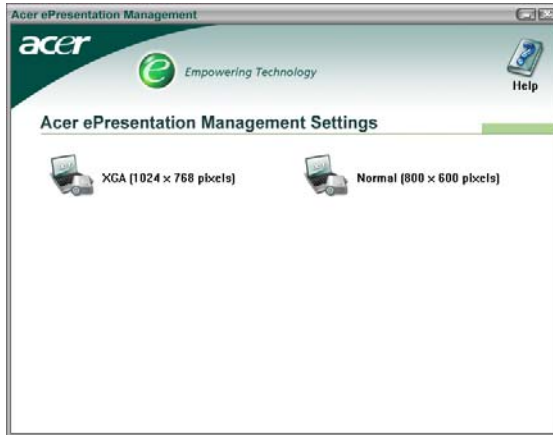 Acer ePresentation Management
acer
e Empowering Technology
Help
Acer ePresentation Management Settings
XGA (1024 x 768 pixels)
Normal (800 x 600 pixels)